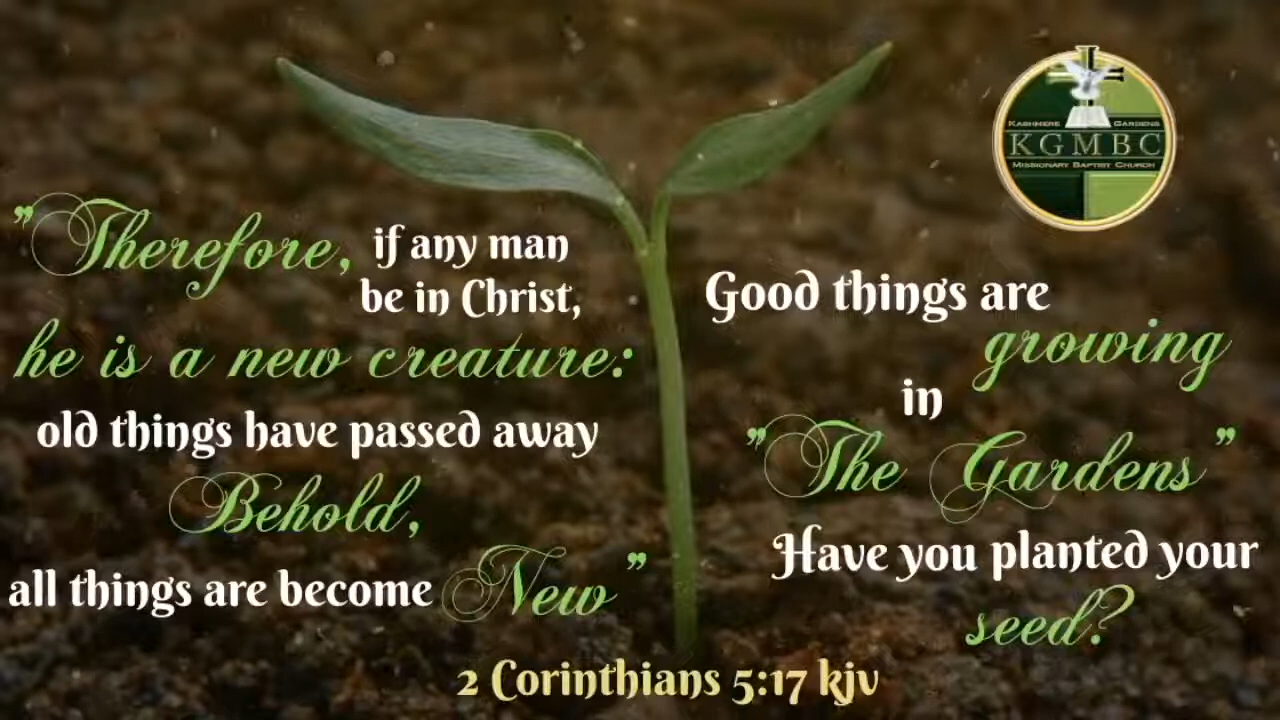 "Therefore, if any man
be in Christ,
he is a new creature:
old things have passed away
Behold,
all things are become New"
2 Corinthians 5:17 kjv
KASHMERE GARDENS
KGMBC
MISSIONARY BAPTIST CHURCH
Good things are
growing
in
"The Gardens"
Have you planted your
seed?